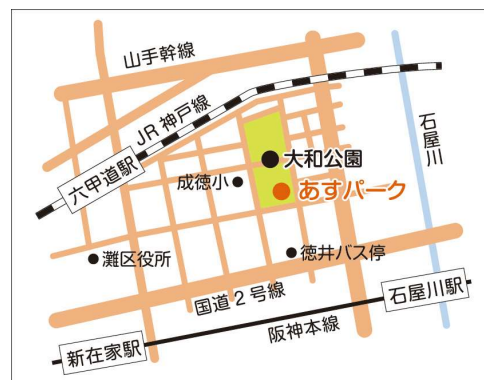 山手幹線
JR神戸線
石屋川
六甲道駅
大和公園
成徳小
あすパーク
灘区役所
徳井バス停
国道2号線
石屋川駅
阪神本線
新在家駅